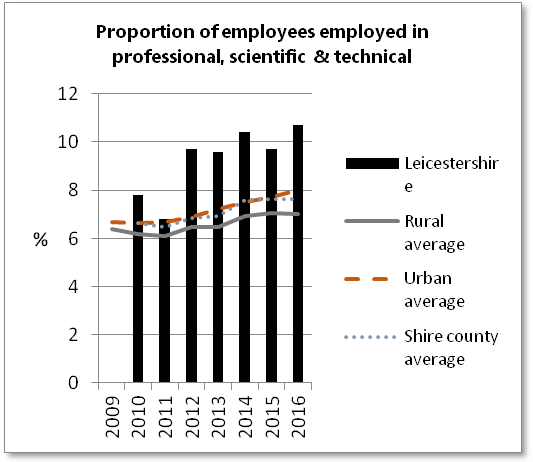 Proportion of employees employed in
professional, scientific & technical
12
10
8
6
4
2
0
%
2009
2010
2011
2012
2013
2014
2015
2016
Leicestershir
e
Rural
average
Urban
average
Shire county
average